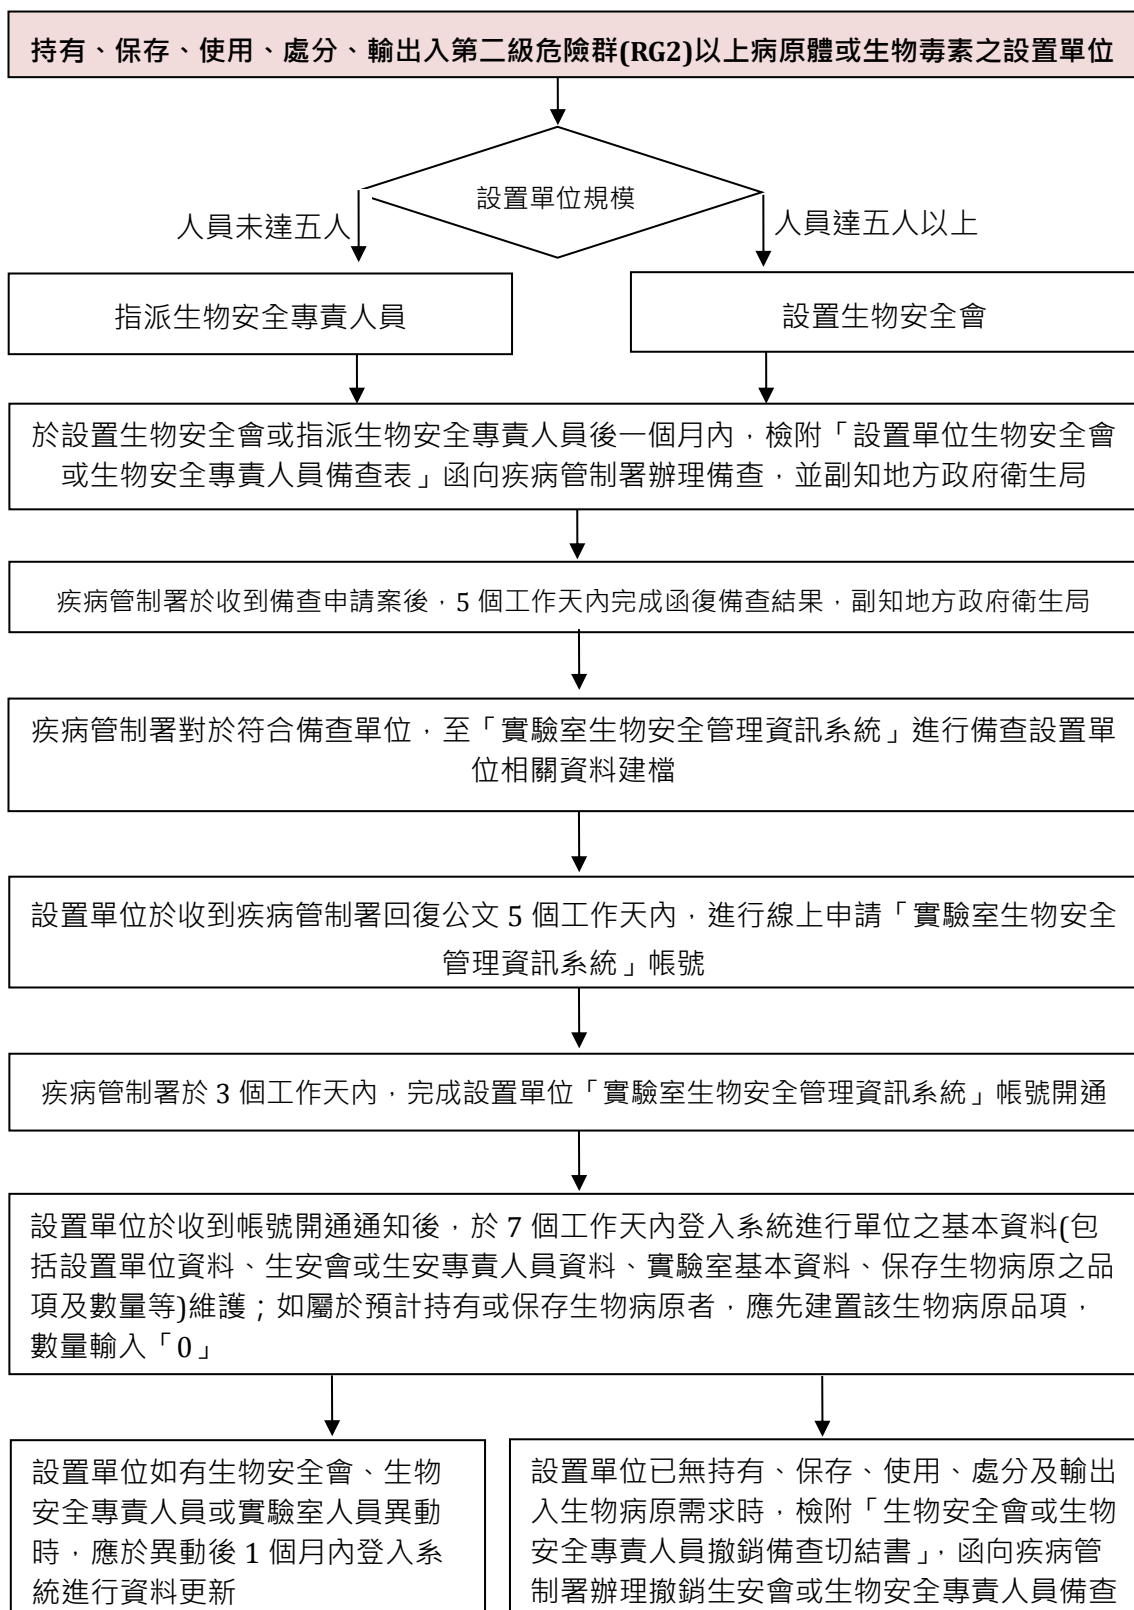 持有、保存、使用、處分、輸出入第二級危險群(RG2)以上病原體或生物毒素之設置單位
設置單位規模
人員未達五人
人員達五人以上
指派生物安全專責人員
設置生物安全會
於設置生物安全會或指派生物安全專責人員後一個月內，檢附「設置單位生物安全會
或生物安全專責人員備查表」函向疾病管制署辦理備查，並副知地方政府衛生局
疾病管制署於收到備查申請案後，5 個工作天內完成函復備查結果，副知地方政府衛生局
疾病管制署對於符合備查單位，至「實驗室生物安全管理資訊系統」進行備查設置單
位相關資料建檔
設置單位於收到疾病管制署回復公文 5 個工作天內，進行線上申請「實驗室生物安全
管理資訊系統」帳號
疾病管制署於 3 個工作天內，完成設置單位「實驗室生物安全管理資訊系統」帳號開通
設置單位於收到帳號開通通知後，於 7 個工作天內登入系統進行單位之基本資料(包
括設置單位資料、生安會或生安專責人員資料、實驗室基本資料、保存生物病原之品
項及數量等)維護；如屬於預計持有或保存生物病原者，應先建置該生物病原品項，
數量輸入「0」
設置單位如有生物安全會、生物
安全專責人員或實驗室人員異動
時，應於異動後 1 個月內登入系
統進行資料更新
設置單位已無持有、保存、使用、處分及輸出
入生物病原需求時，檢附「生物安全會或生物
安全專責人員撤銷備查切結書」，函向疾病管
制署辦理撤銷生安會或生物安全專責人員備查